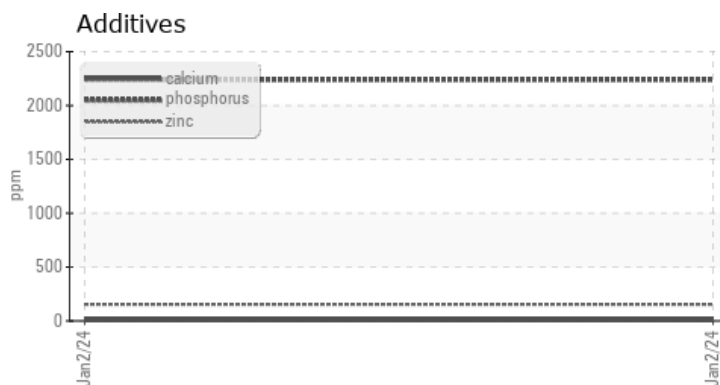 Additives
2500
2000
1500
1000
500
0
ppm
calcium
phosphorus
zinc
Jan2/24
Jan2/24